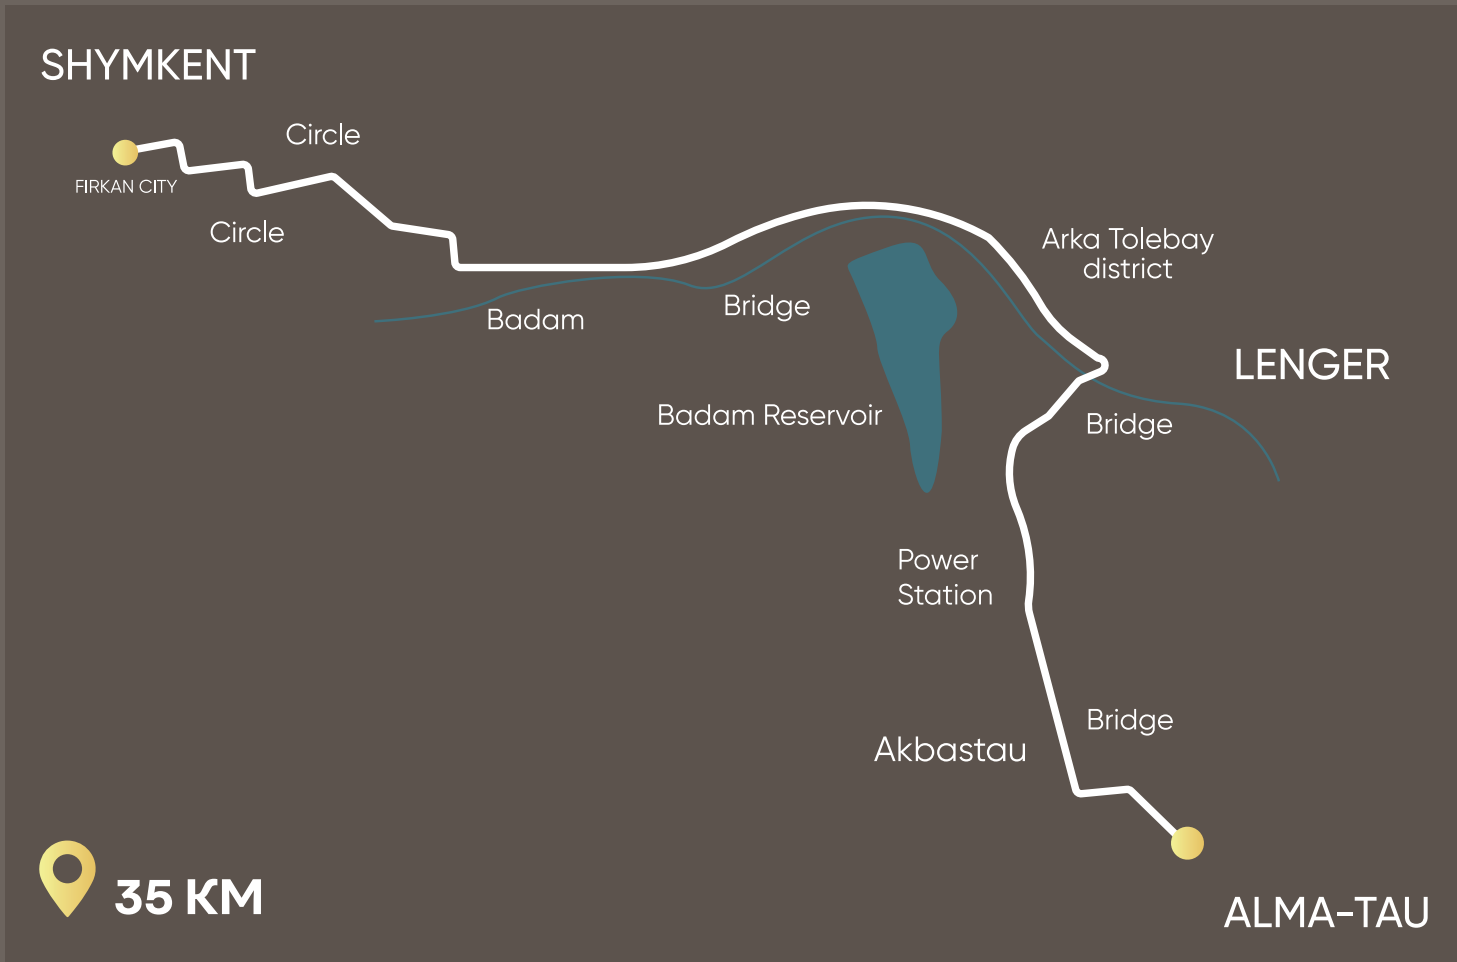 SHYMKENT
Circle
FIRKAN CITY
Circle
Arka Tolebay
district
Bridge
Badam
LENGER
Badam Reservoir
Bridge
Power
Station
Bridge
Akbastau
35 KM
ALMA-TAU